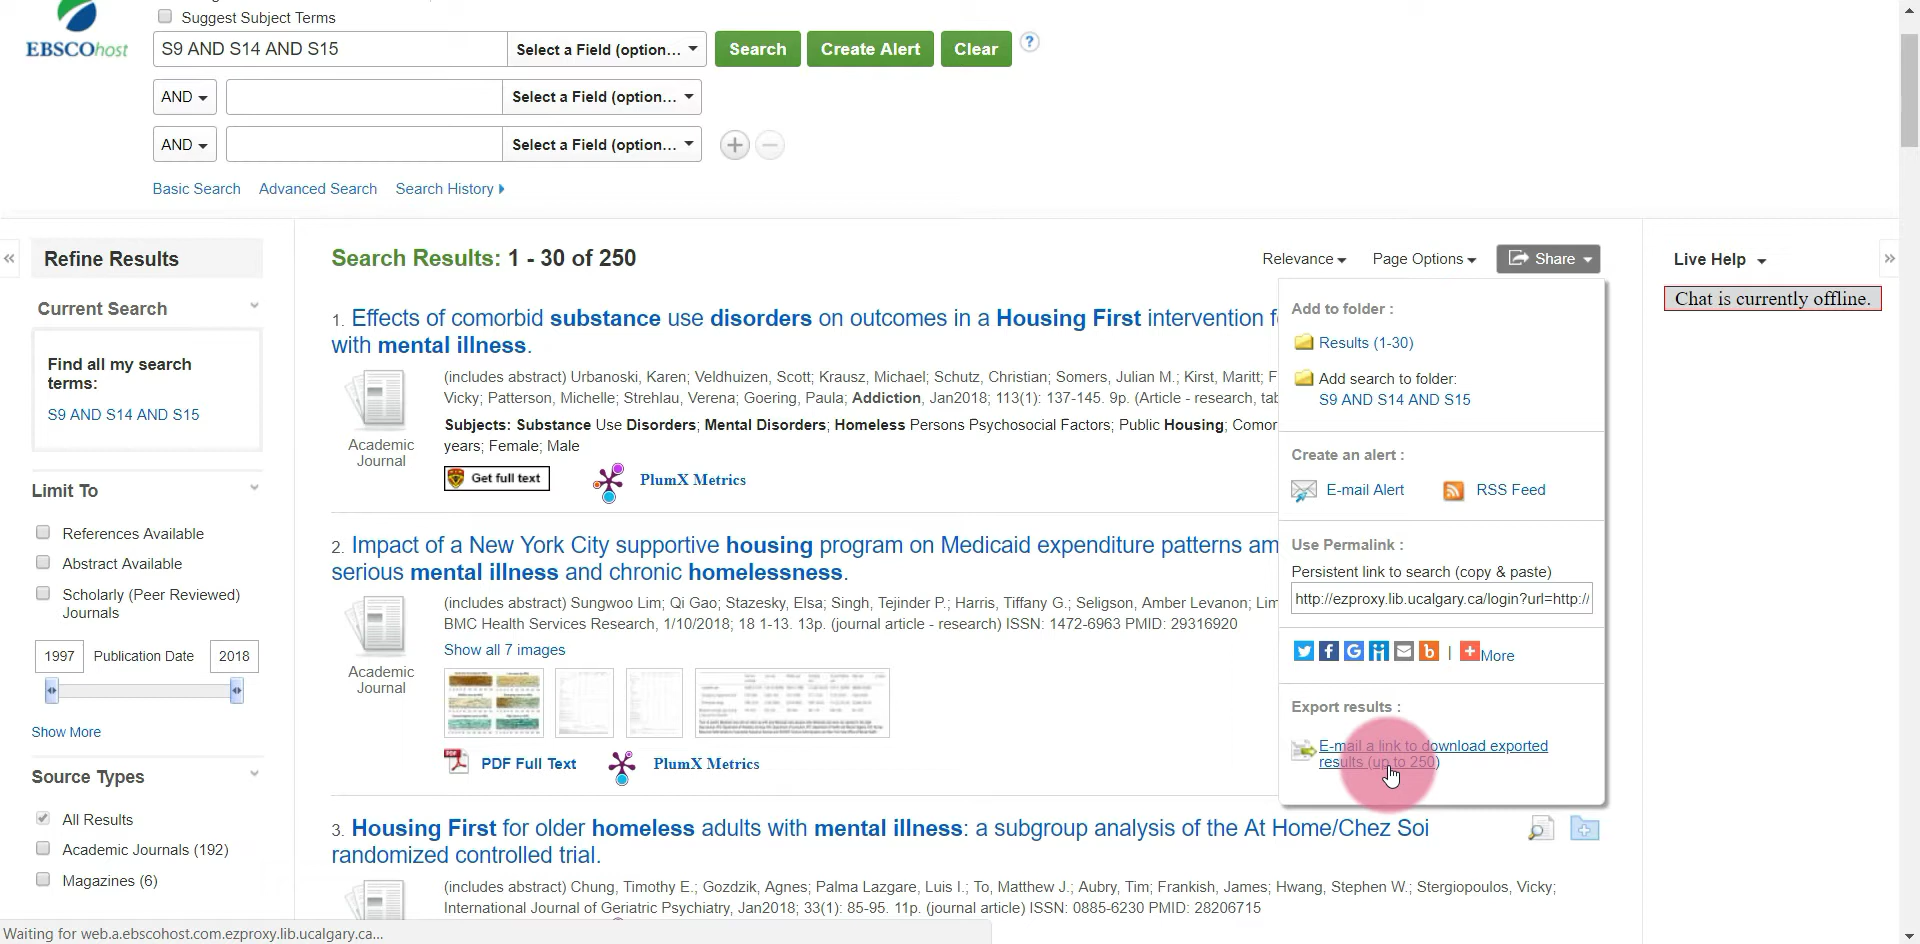 Suggest Subject Terms
EBSCOhost
S9 AND S14 AND S15
Select a Field (option...
Search
Create Alert
Clear
?
AND
Select a Field (option...
AND
Select a Field (option...
Basic Search
Advanced Search
Search History
Refine Results
Current Search
Find all my search
terms:
S9 AND S14 AND S15
Limit To
References Available
Abstract Available
Scholarly (Peer Reviewed)
Journals
1997
Publication Date
2018
Show More
Source Types
All Results
Academic Journals (192)
Magazines (6)
Search Results: 1 - 30 of 250
Relevance
Page Options
Share
1. Effects of comorbid substance use disorders on outcomes in a Housing First intervention f
with mental illness.
Academic
Journal
(includes abstract) Urbanoski, Karen; Veldhuizen, Scott; Krausz, Michael; Schutz, Christian; Somers, Julian M.; Kirst, Maritt; F
Vicky; Patterson, Michelle; Strehlau, Verena; Goering, Paula; Addiction, Jan2018; 113(1): 137-145. 9p. (Article - research, tab
Subjects: Substance Use Disorders; Mental Disorders; Homeless Persons Psychosocial Factors; Public Housing; Comor
years; Female; Male
Get full text
PlumX Metrics
2. Impact of a New York City supportive housing program on Medicaid expenditure patterns am
serious mental illness and chronic homelessness.
Academic
Journal
(includes abstract) Sungwoo Lim; Qi Gao; Stazesky, Elsa; Singh, Tejinder P.; Harris, Tiffany G.; Seligson, Amber Levanon; Lim
BMC Health Services Research, 1/10/2018; 18 1-13. 13p. (journal article - research) ISSN: 1472-6963 PMID: 29316920
Show all 7 images
PDF Full Text
PlumX Metrics
3. Housing First for older homeless adults with mental illness: a subgroup analysis of the At Home/Chez Soi
randomized controlled trial.
(includes abstract) Chung, Timothy E.; Gozdzik, Agnes; Palma Lazgare, Luis I.; To, Matthew J.; Aubry, Tim; Frankish, James; Hwang, Stephen W.; Stergiopoulos, Vicky;
International Journal of Geriatric Psychiatry, Jan2018; 33(1): 85-95. 11p. (journal article) ISSN: 0885-6230 PMID: 28206715
Add to folder :
Results (1-30)
Add search to folder:
S9 AND S14 AND S15
Create an alert :
E-mail Alert
RSS Feed
Use Permalink :
Persistent link to search (copy & paste)
http://ezproxy.lib.ucalgary.ca/login?url=http://
More
Export results :
E-mail a link to download exported
results (up to 250)
Live Help
Chat is currently offline.
Waiting for web.a.ebscohost.com.ezproxy.lib.ucalgary.ca...